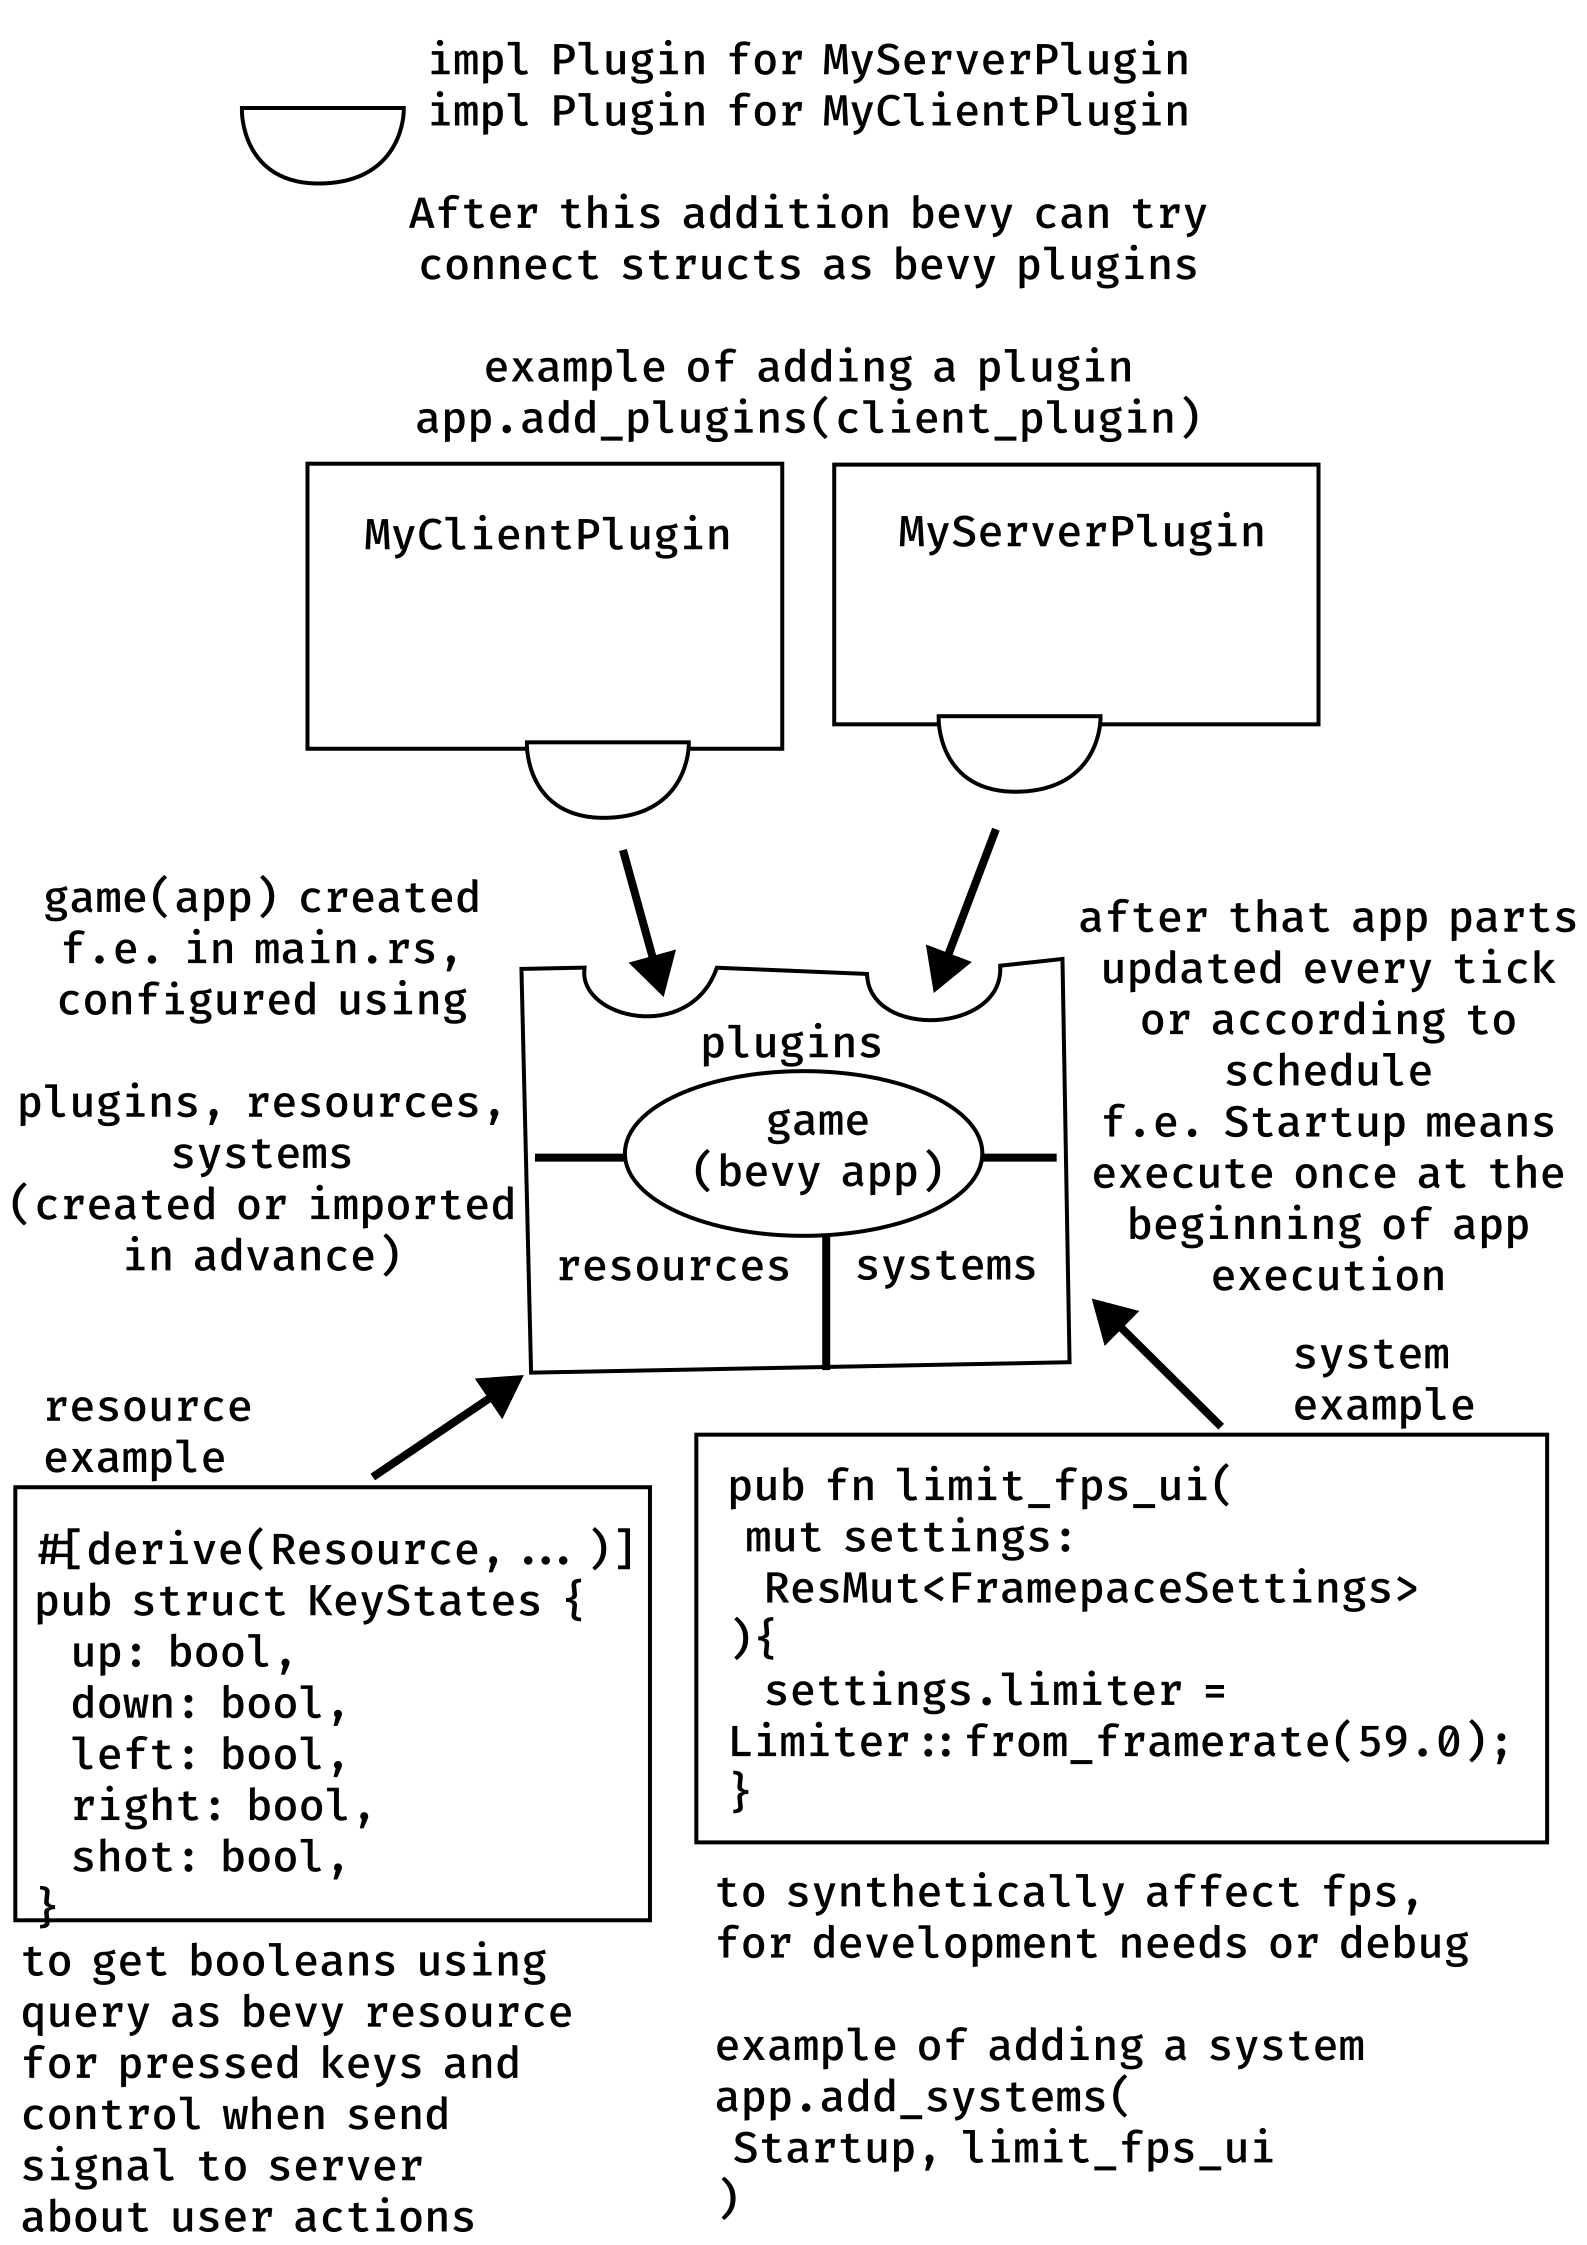 impl Plugin for MyServerPlugin
impl Plugin for MyClientPlugin
After this addition bevy can try
connect structs as bevy plugins
example of adding a plugin
app.add_plugins(client_plugin)
MyClientPlugin
MyServerPlugin
game(app) created
f.e. in main.rs,
configured using
plugins, resources,
systems
(created or imported
in advance)
plugins
game
(bevy app)
resources
systems
after that app parts
updated every tick
or according to
schedule
f.e. Startup means
execute once at the
beginning of app
execution
resource
example
#[derive(Resource, ... )]
pub struct KeyStates {
up: bool,
down: bool,
left: bool,
right: bool,
shot: bool,
}
to get booleans using
query as bevy resource
for pressed keys and
control when send
signal to server
about user actions
system
example
pub fn limit_fps_ui(
mut settings:
ResMut<FramepaceSettings>
){
settings.limiter =
Limiter::from_framerate(59.0);
}
to synthetically affect fps,
for development needs or debug
example of adding a system
app.add_systems(
Startup, limit_fps_ui
)